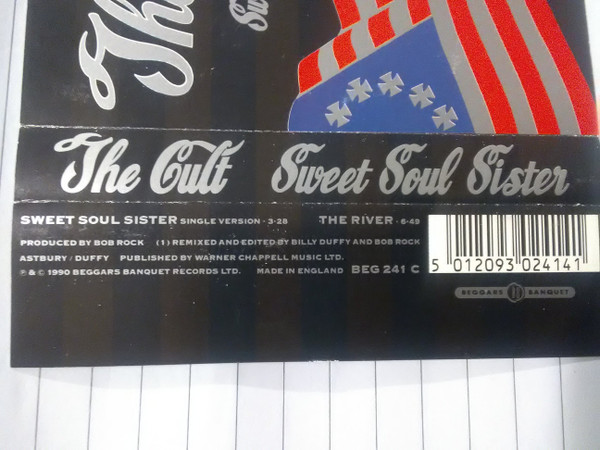 The
Sw
The Cult Sweet Soul Sister
SWEET SOUL SISTER SINGLE VERSION · 3-28 THE RIVER · 6-49
PRODUCED BY BOB ROCK (1) REMIXED AND EDITED BY BILLY DUFFY AND BOB ROCK
ASTBURY / DUFFY PUBLISHED BY WARNER CHAPPELL MUSIC LTD.
℗ & © 1990 BEGGARS BANQUET RECORDS LTD. MADE IN ENGLAND BEG 241 C
5 012093 024141
BEGGARS BANQUET